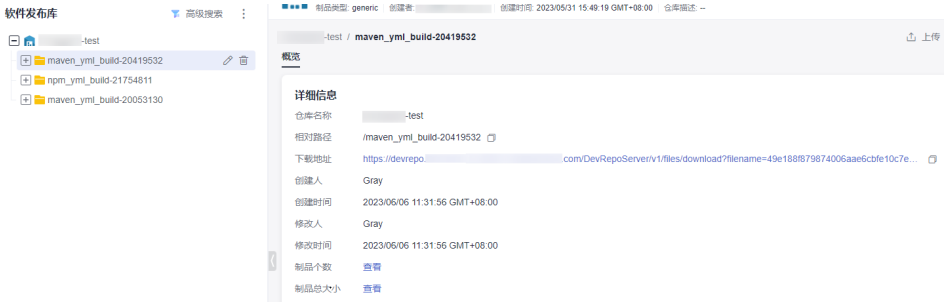 软件发布库
高级搜索
-test
maven_yml_build-20419532
npm_yml_build-21754811
maven_yml_build-20053130
制品类型: generic 创建者: 创建时间: 2023/05/31 15:49:19 GMT+08:00 仓库描述: --
-test / maven_yml_build-20419532
上传
概览
详细信息
仓库名称 -test
相对路径 /maven_yml_build-20419532
下载地址 https://devrepo. .com/DevRepoServer/v1/files/download?filename=49e188f879874006aae6cbfe10c7e...
创建人 Gray
创建时间 2023/06/06 11:31:56 GMT+08:00
修改人 Gray
修改时间 2023/06/06 11:31:56 GMT+08:00
制品个数 查看
制品总大小 查看